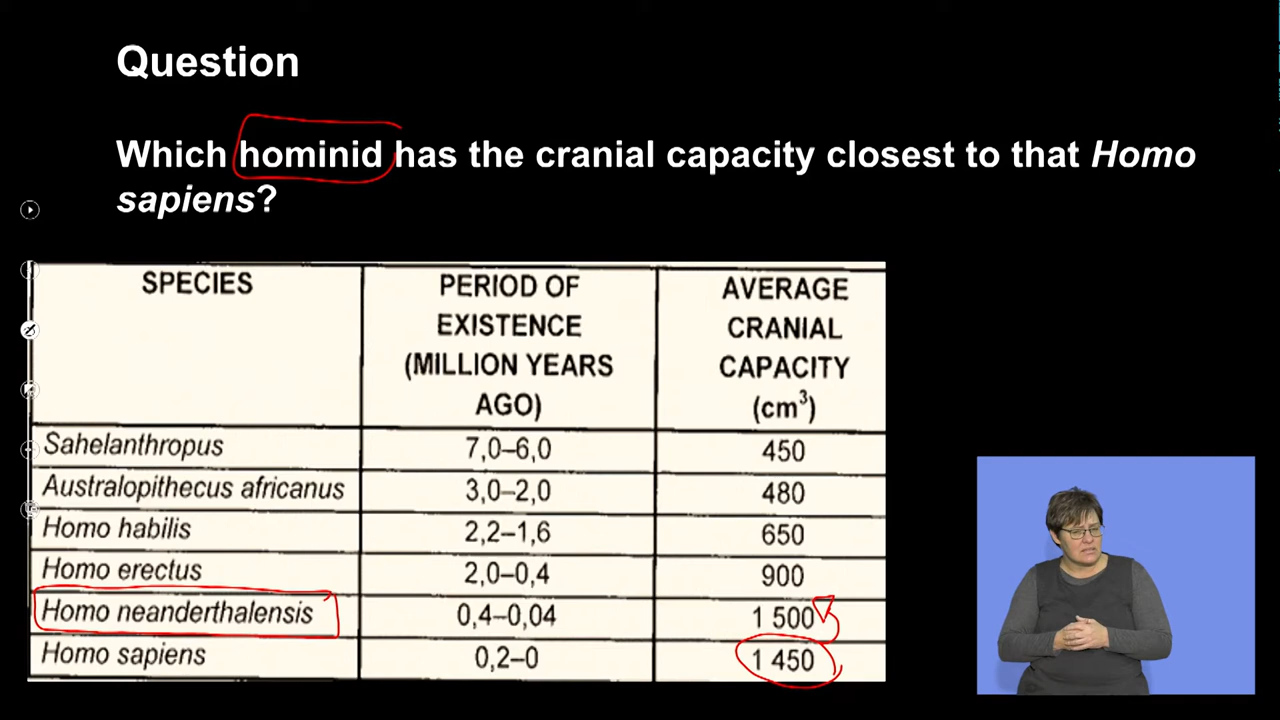 Question
Which hominid has the cranial capacity closest to that Homo
sapiens?
SPECIES
PERIOD OF
EXISTENCE
(MILLION YEARS
AGO)
AVERAGE
CRANIAL
CAPACITY
(cm³)
Sahelanthropus 7,0–6,0 450
Australopithecus africanus 3,0–2,0 480
Homo habilis 2,2–1,6 650
Homo erectus 2,0–0,4 900
Homo neanderthalensis 0,4–0,04 1 500
Homo sapiens 0,2–0 1 450